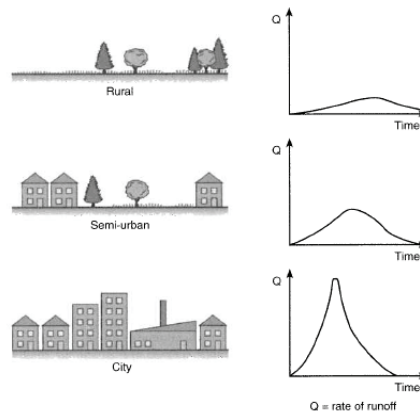 Q
Rural
Time
Q
Semi-urban
Time
Q
City
Time
Q = rate of runoff